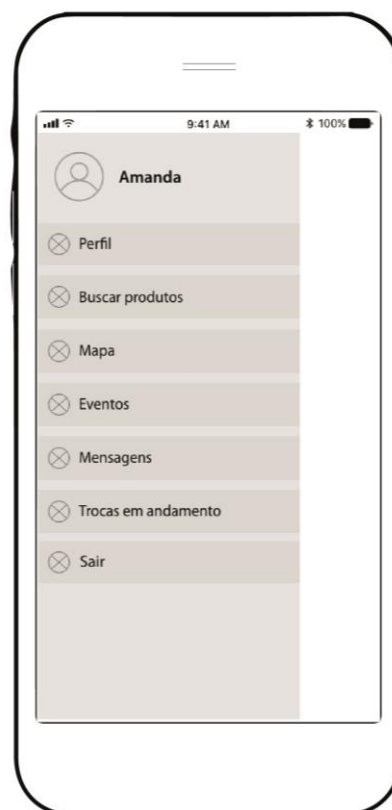 9:41 AM
100%
Amanda
Perfil
Buscar produtos
Mapa
Eventos
Mensagens
Trocas em andamento
Sair